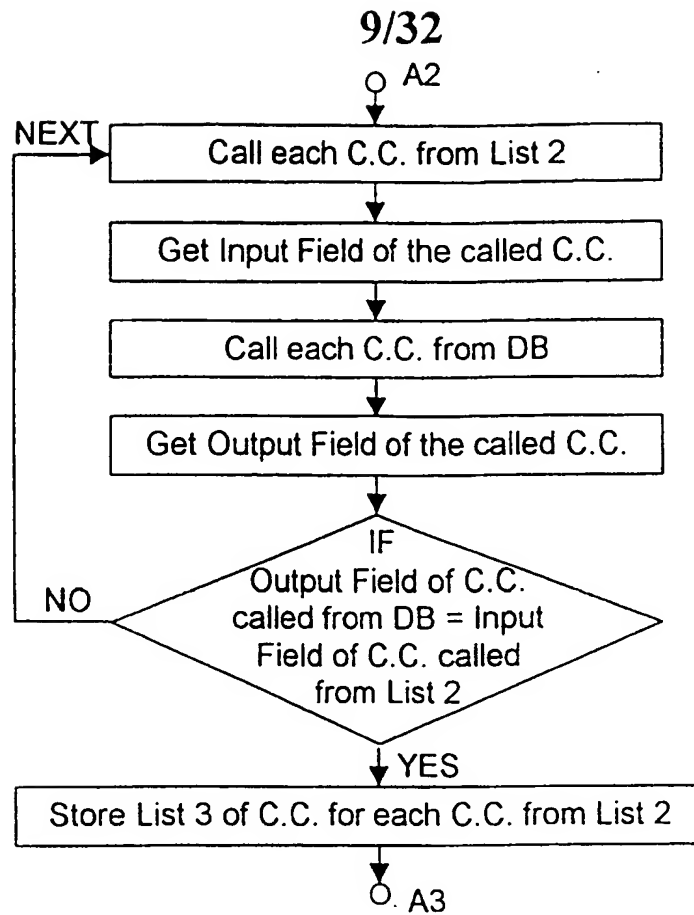 9/32
A2
NEXT
Call each C.C. from List 2
Get Input Field of the called C.C.
Call each C.C. from DB
Get Output Field of the called C.C.
IF
Output Field of C.C.
called from DB = Input
Field of C.C. called
from List 2
NO
YES
Store List 3 of C.C. for each C.C. from List 2
A3